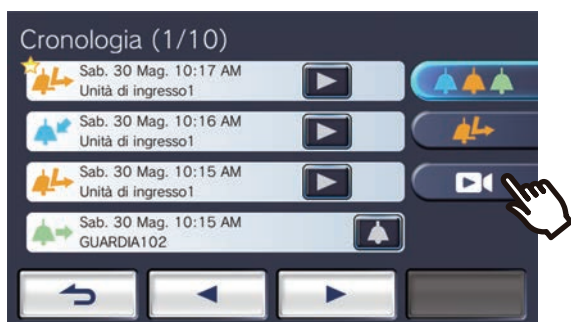 Cronologia (1/10)
Sab. 30 Mag. 10:17 AM
Unità di ingresso1
Sab. 30 Mag. 10:16 AM
Unità di ingresso1
Sab. 30 Mag. 10:15 AM
Unità di ingresso1
Sab. 30 Mag. 10:15 AM
GUARDIA102